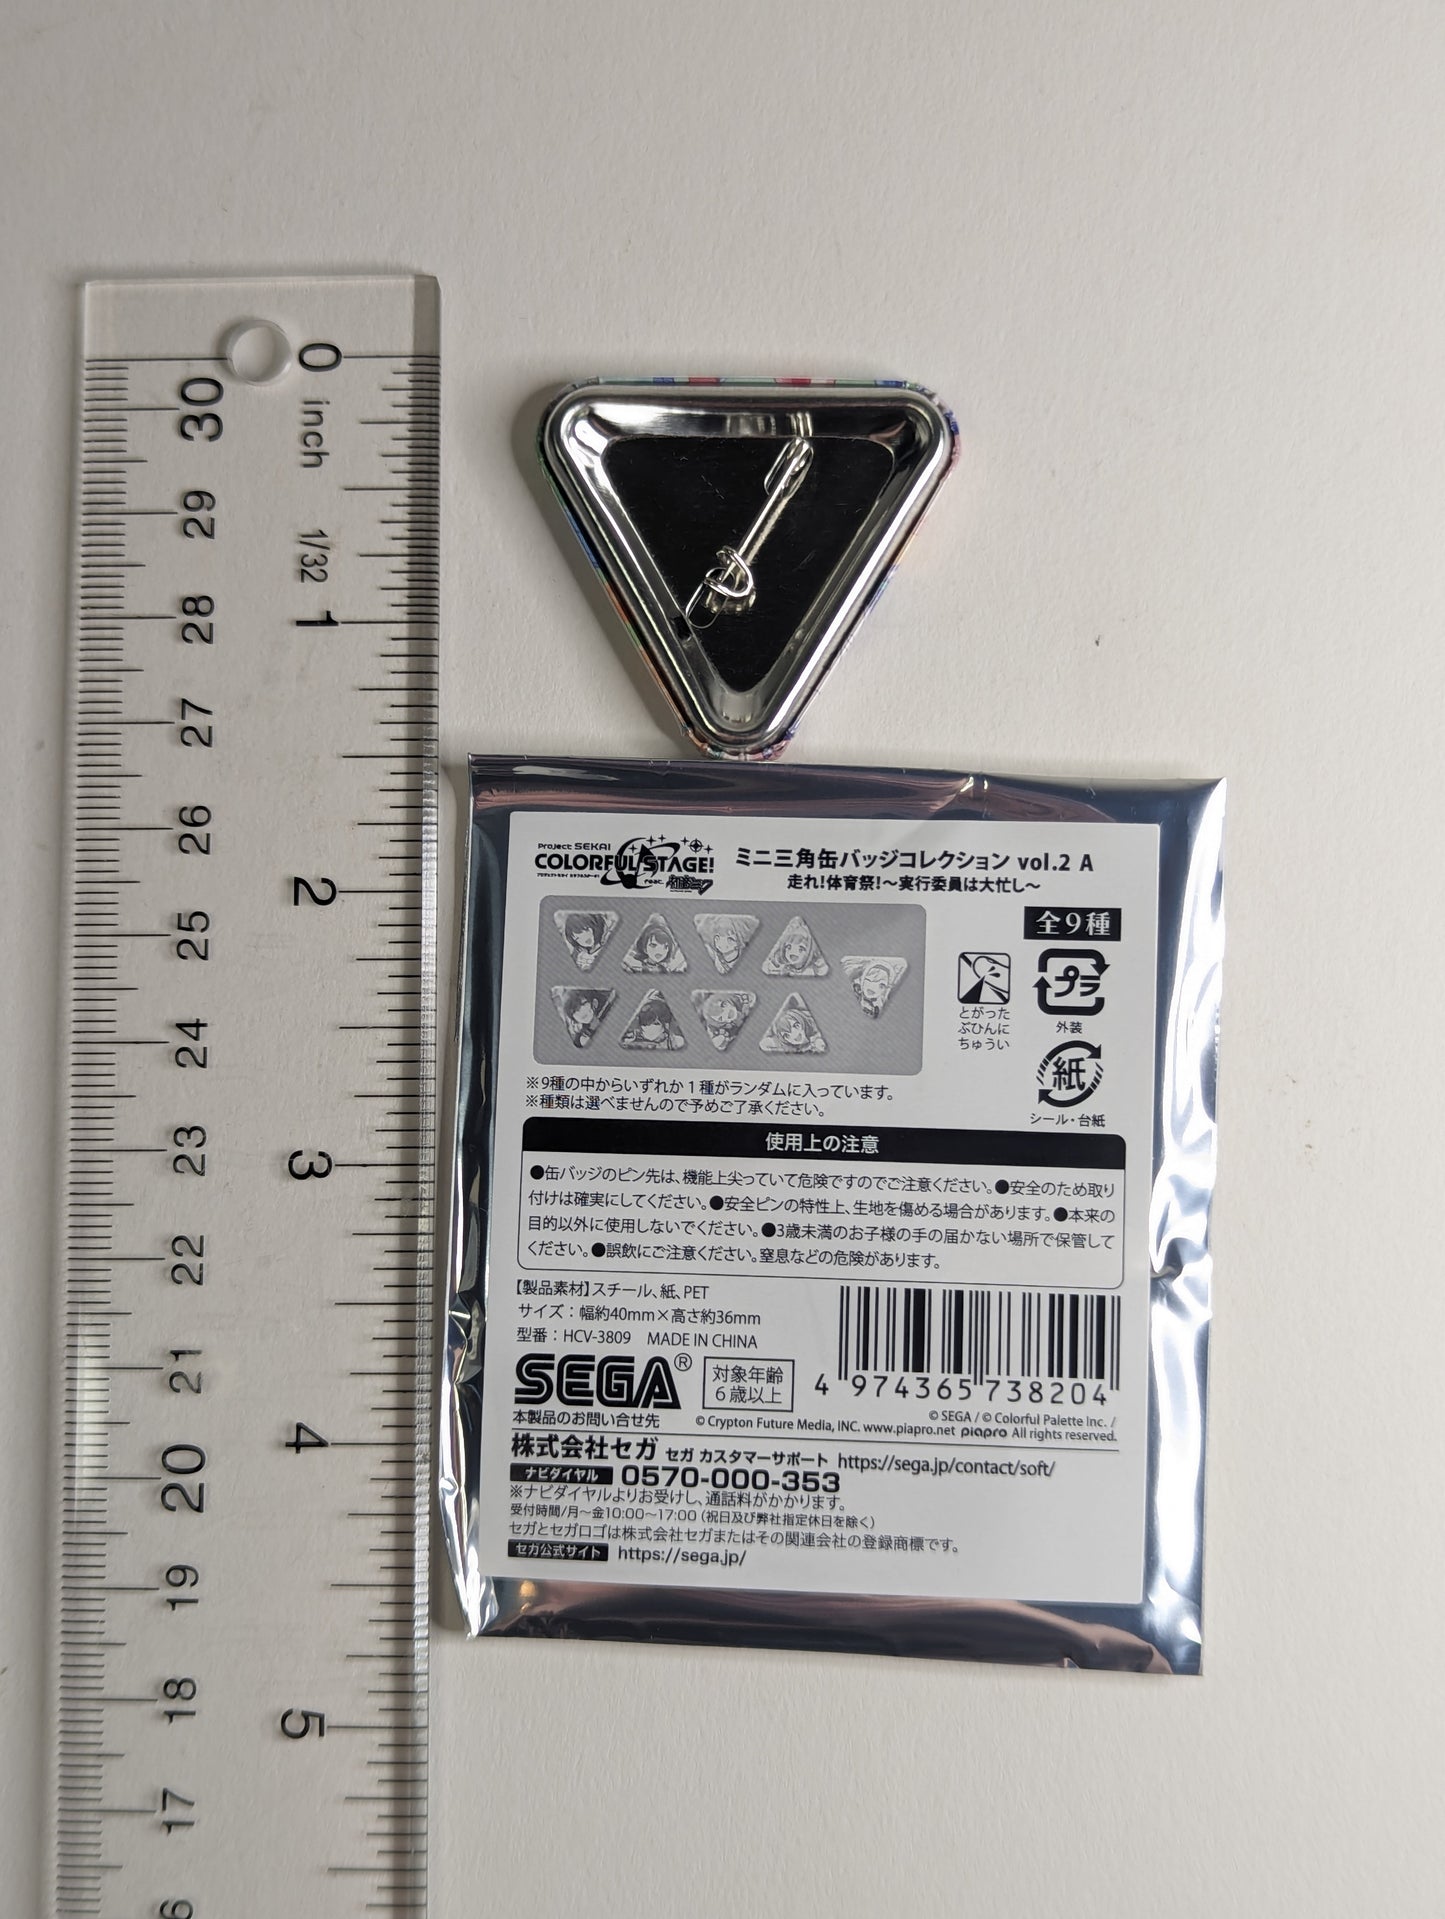 0
inch
1/32
1
2
3
4
5
30
29
28
27
26
25
24
23
22
21
20
19
18
17
Project SEKAI
COLORFUL STAGE!
プロジェクトセカイ カラフルステージ!
feat. 初音ミク
ミニ三角缶バッジコレクション vol.2 A
走れ!体育祭!～実行委員は大忙し～
全9種
とがった
ぶひんに
ちゅうい
プラ
外装
紙
シール・台紙
※9種の中からいずれか1種がランダムに入っています。
※種類は選べませんので予めご了承ください。
使用上の注意
●缶バッジのピン先は、機能上尖っていて危険ですのでご注意ください。●安全のため取り
付けは確実にしてください。●安全ピンの特性上、生地を傷める場合があります。●本来の
目的以外に使用しないでください。●3歳未満のお子様の手の届かない場所で保管して
ください。●誤飲にご注意ください。窒息などの危険があります。
【製品素材】スチール、紙、PET
サイズ：幅約40mm×高さ約36mm
型番：HCV-3809 MADE IN CHINA
SEGA®
対象年齢
6歳以上
4 974365 738204
本製品のお問い合せ先
© SEGA / © Colorful Palette Inc. /
© Crypton Future Media, INC. www.piapro.net piapro All rights reserved.
株式会社セガ セガ カスタマーサポート https://sega.jp/contact/soft/
ナビダイヤル 0570-000-353
※ナビダイヤルよりお受けし、通話料がかかります。
受付時間/月～金10:00～17:00（祝日及び弊社指定休日を除く）
セガとセガロゴは株式会社セガまたはその関連会社の登録商標です。
セガ公式サイト https://sega.jp/